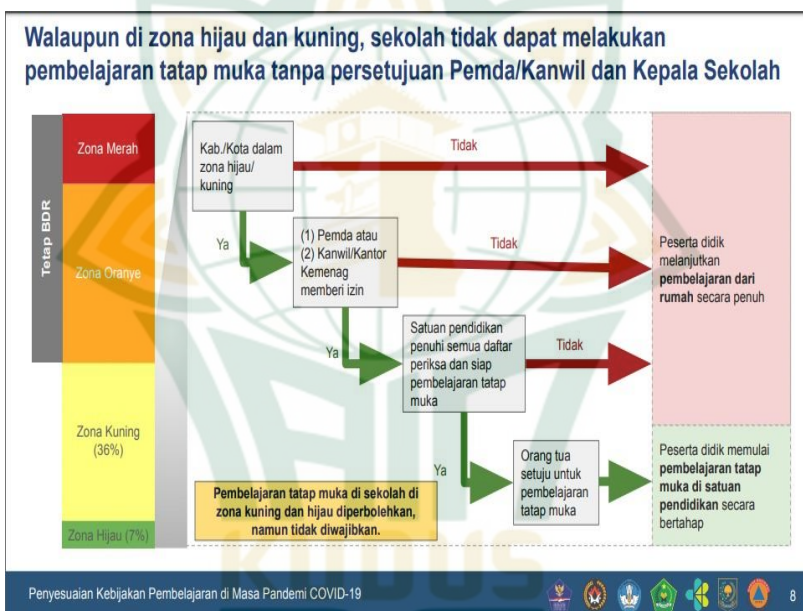 Walaupun di zona hijau dan kuning, sekolah tidak dapat melakukan
pembelajaran tatap muka tanpa persetujuan Pemda/Kanwil dan Kepala Sekolah
Tetap BDR
Zona Merah
Zona Oranye
Zona Kuning
(36%)
Zona Hijau (7%)
Kab./Kota dalam
zona hijau/
kuning
Tidak
Ya
(1) Pemda atau
(2) Kanwil/Kantor
Kemenag
memberi izin
Tidak
Ya
Satuan pendidikan
penuhi semua daftar
periksa dan siap
pembelajaran tatap
muka
Tidak
Ya
Orang tua
setuju untuk
pembelajaran
tatap muka
Peserta didik
melanjutkan
pembelajaran dari
rumah secara penuh
Peserta didik memulai
pembelajaran tatap
muka di satuan
pendidikan secara
bertahap
Pembelajaran tatap muka di sekolah di
zona kuning dan hijau diperbolehkan,
namun tidak diwajibkan.
KUDUS
Penyesuaian Kebijakan Pembelajaran di Masa Pandemi COVID-19
8